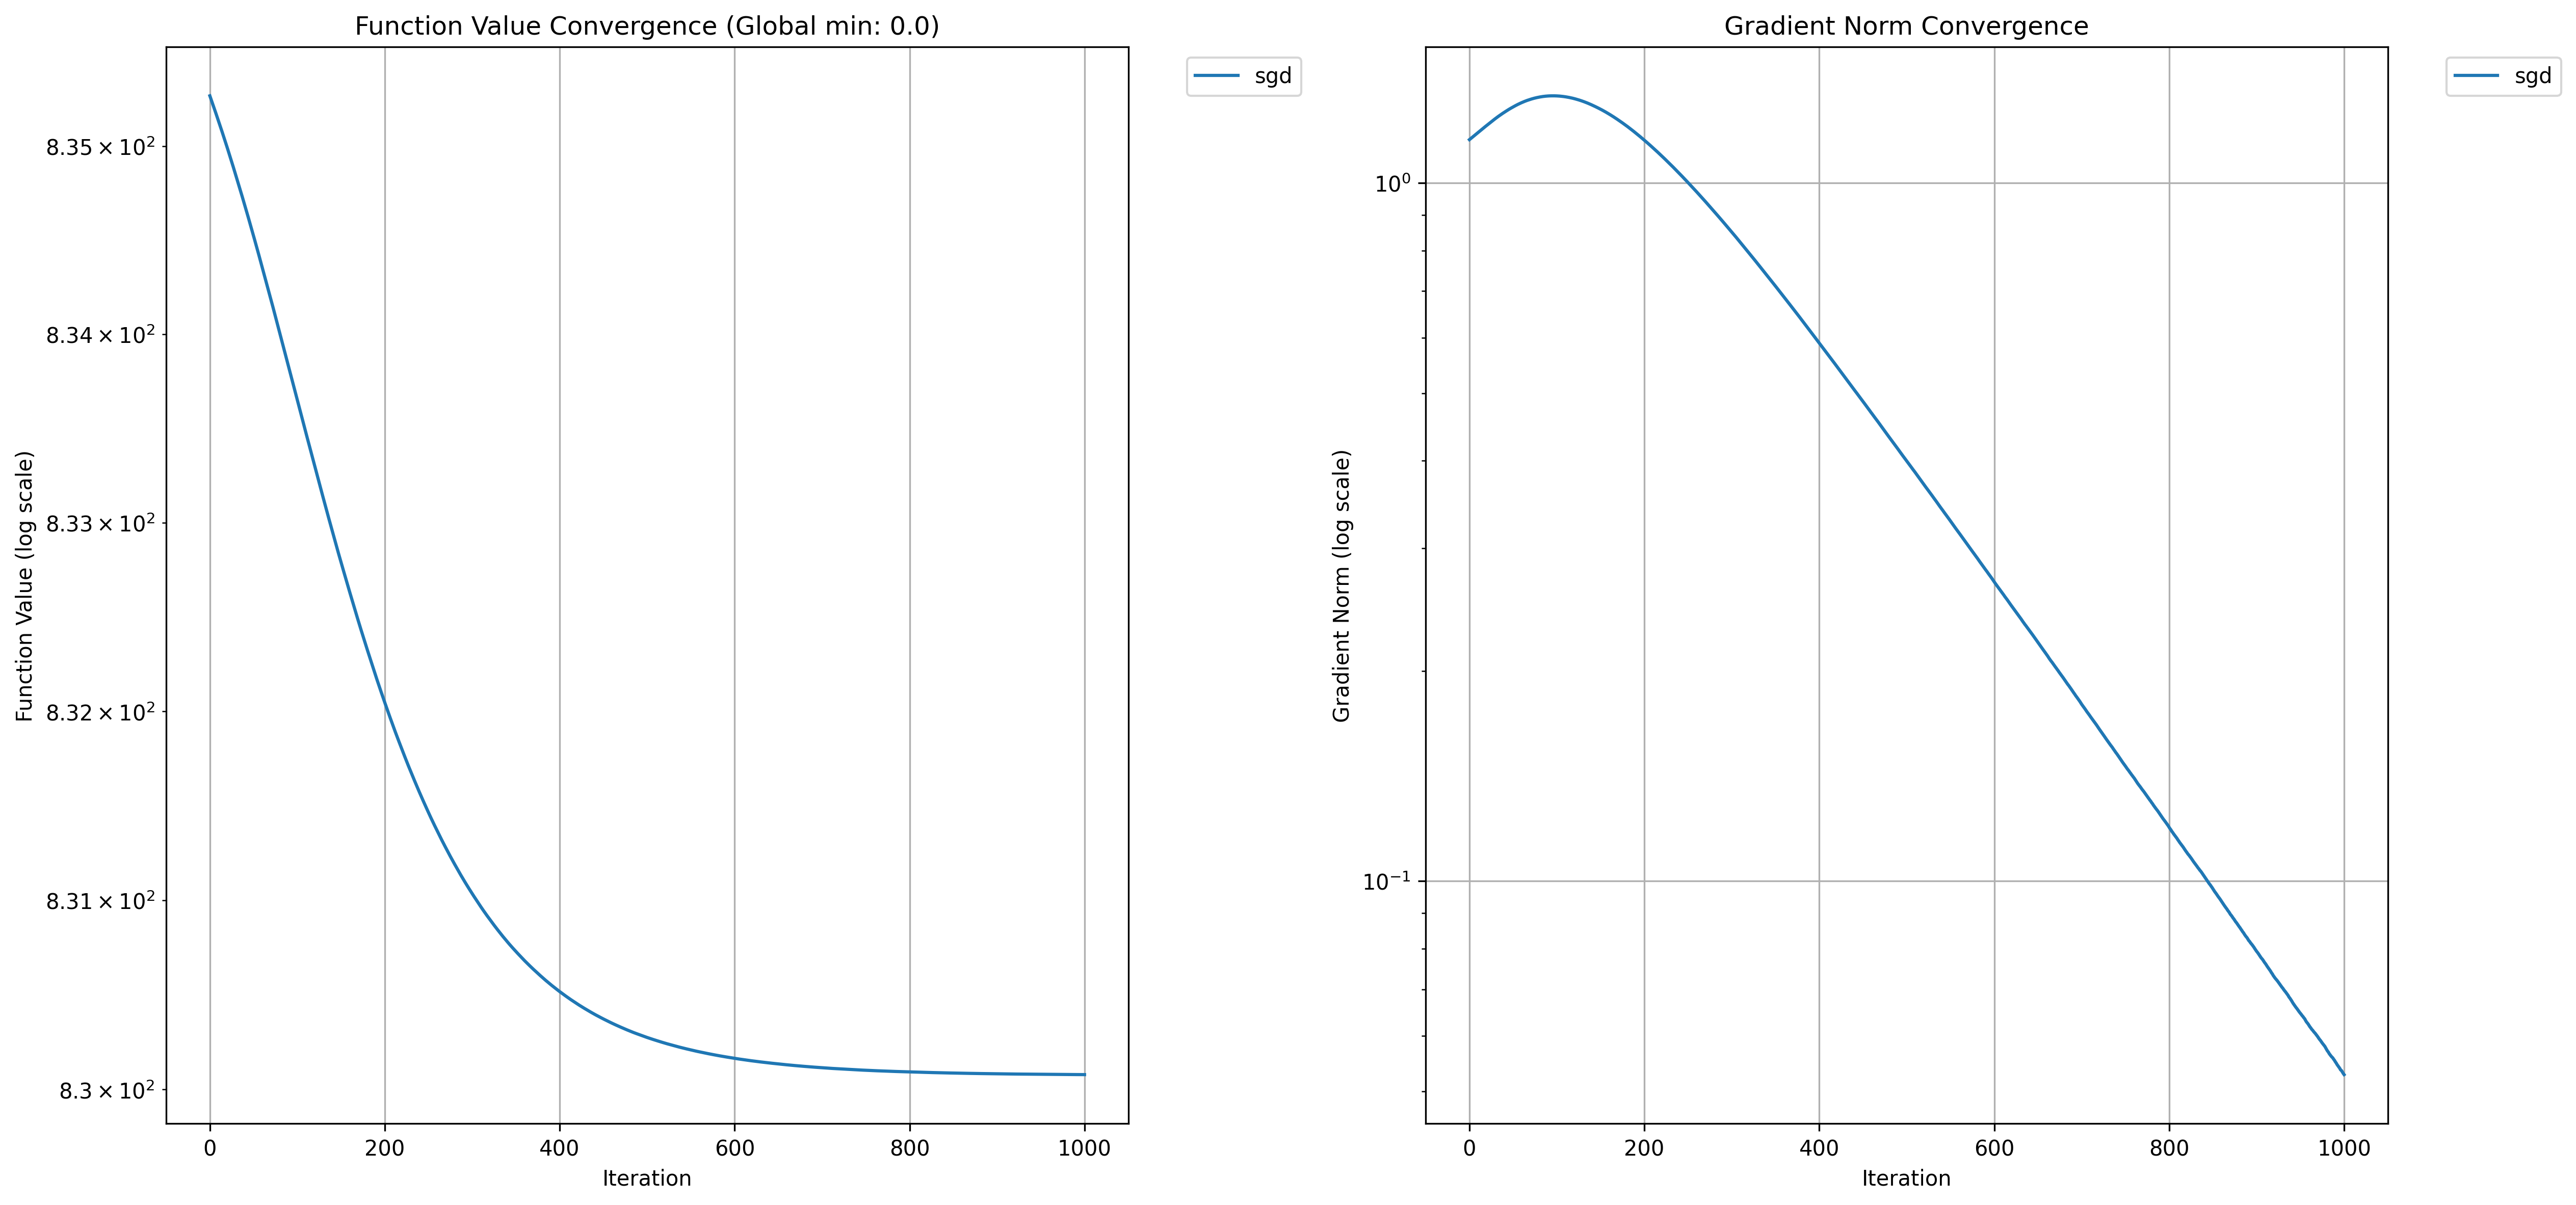 Function Value Convergence (Global min: 0.0)
Function Value (log scale)
8.35 × 10²
8.34 × 10²
8.33 × 10²
8.32 × 10²
8.31 × 10²
8.3 × 10²
0 200 400 600 800 1000
Iteration
sgd
Gradient Norm Convergence
Gradient Norm (log scale)
10⁰
10⁻¹
0 200 400 600 800 1000
Iteration
sgd